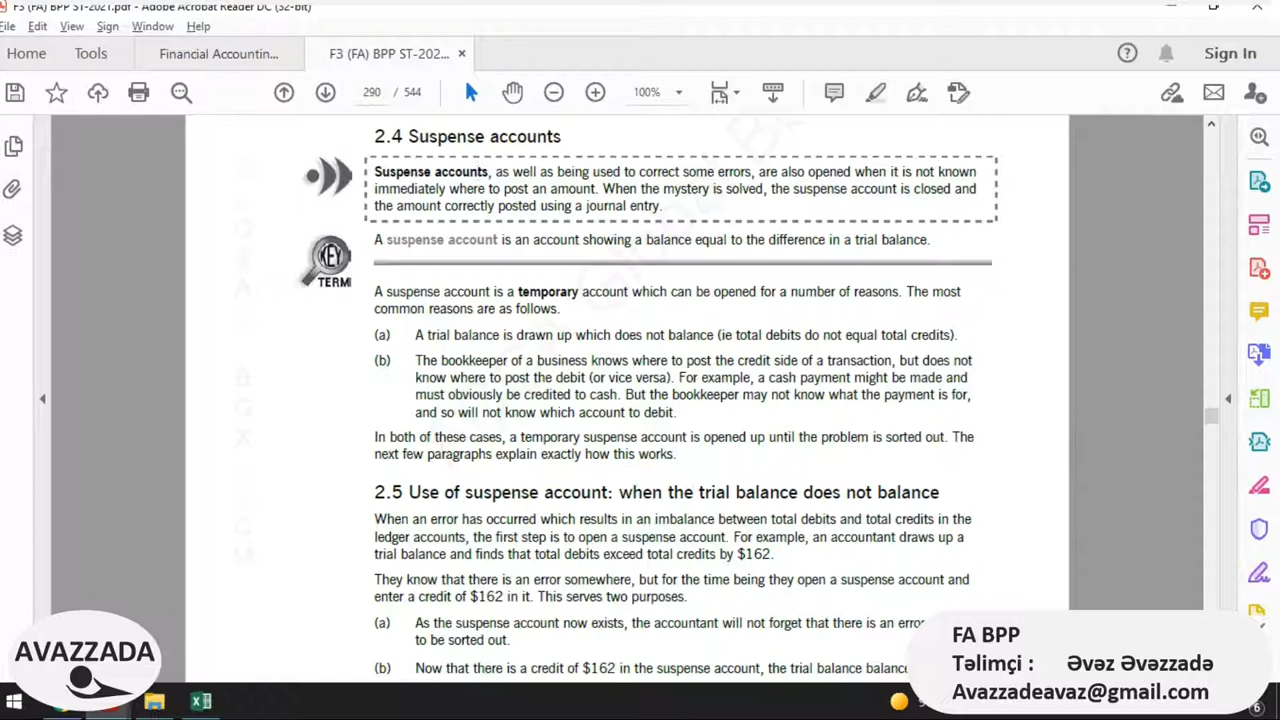 F3 (FA) BPP ST-2021.pdf - Adobe Acrobat Reader DC (32-bit)
File Edit View Sign Window Help
Home Tools Financial Accountin... F3 (FA) BPP ST-202... × Sign In
290 / 544 100%
2.4 Suspense accounts
Suspense accounts, as well as being used to correct some errors, are also opened when it is not known
immediately where to post an amount. When the mystery is solved, the suspense account is closed and
the amount correctly posted using a journal entry.
A suspense account is an account showing a balance equal to the difference in a trial balance.
KEY
TERM
A suspense account is a temporary account which can be opened for a number of reasons. The most
common reasons are as follows.
(a) A trial balance is drawn up which does not balance (ie total debits do not equal total credits).
(b) The bookkeeper of a business knows where to post the credit side of a transaction, but does not
know where to post the debit (or vice versa). For example, a cash payment might be made and
must obviously be credited to cash. But the bookkeeper may not know what the payment is for,
and so will not know which account to debit.
In both of these cases, a temporary suspense account is opened up until the problem is sorted out. The
next few paragraphs explain exactly how this works.
2.5 Use of suspense account: when the trial balance does not balance
When an error has occurred which results in an imbalance between total debits and total credits in the
ledger accounts, the first step is to open a suspense account. For example, an accountant draws up a
trial balance and finds that total debits exceed total credits by $162.
They know that there is an error somewhere, but for the time being they open a suspense account and
enter a credit of $162 in it. This serves two purposes.
(a) As the suspense account now exists, the accountant will not forget that there is an erro
to be sorted out.
(b) Now that there is a credit of $162 in the suspense account, the trial balance balance
AVAZZADA
FA BPP
Təlimçi : Əvəz Əvəzzadə
Avazzadeavaz@gmail.com
6